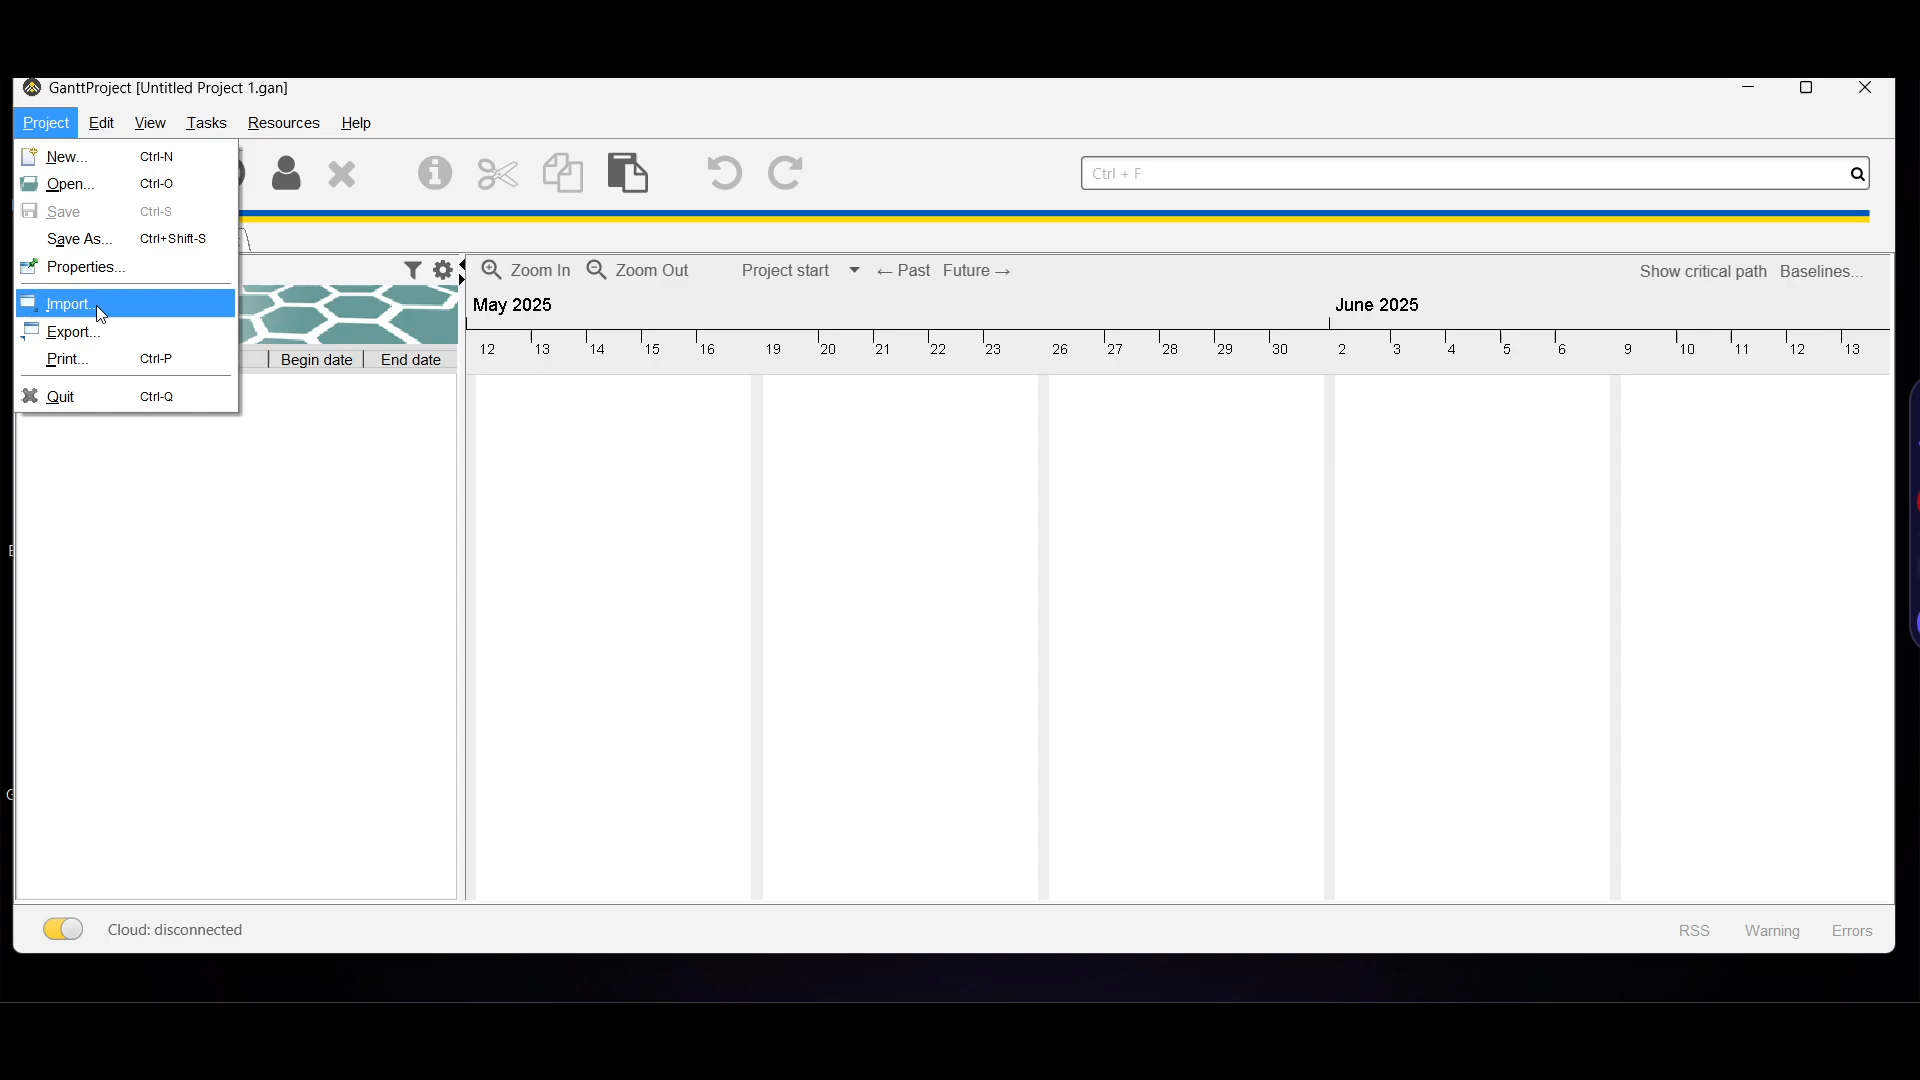 GanttProject [Untitled Project 1.gan]
Project Edit View Tasks Resources Help
New... Ctrl-N
Open... Ctrl-O
Save Ctrl-S
Save As... Ctrl+Shift-S
Properties...
Import...
Export...
Print... Ctrl-P
Quit Ctrl-Q
Ctrl + F
Zoom In Zoom Out Project start ← Past Future → Show critical path Baselines...
May 2025 June 2025
12 13 14 15 16 19 20 21 22 23 26 27 28 29 30 2 3 4 5 6 9 10 11 12 13
Begin date End date
Cloud: disconnected
RSS Warning Errors